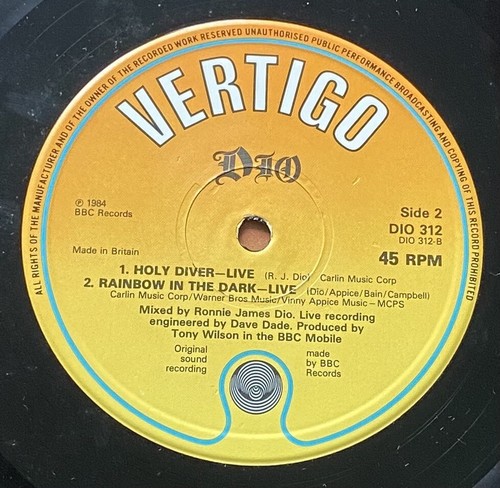 ALL RIGHTS OF THE MANUFACTURER AND OF THE OWNER OF THE RECORDED WORK RESERVED UNAUTHORISED PUBLIC PERFORMANCE BROADCASTING AND COPYING OF THIS RECORD PROHIBITED
VERTIGO
DIO
℗ 1984
BBC Records
Side 2
DIO 312
DIO 312-B
Made in Britain
45 RPM
1. HOLY DIVER—LIVE (R. J. Dio) Carlin Music Corp
2. RAINBOW IN THE DARK—LIVE (Dio/Appice/Bain/Campbell)
Carlin Music Corp/Warner Bros Music/Vinny Appice Music—MCPS
Mixed by Ronnie James Dio. Live recording
engineered by Dave Dade. Produced by
Tony Wilson in the BBC Mobile
Original
sound
recording
made
by BBC
Records